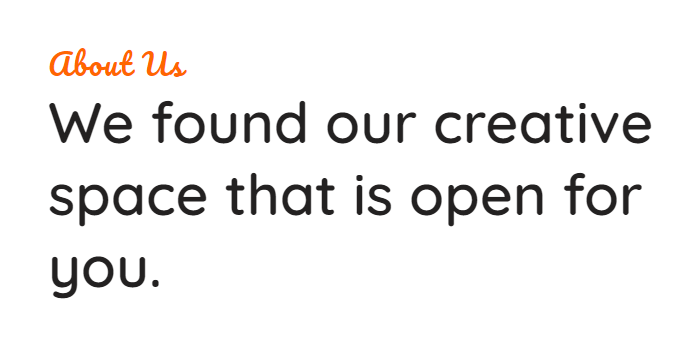 About Us
We found our creative
space that is open for
you.